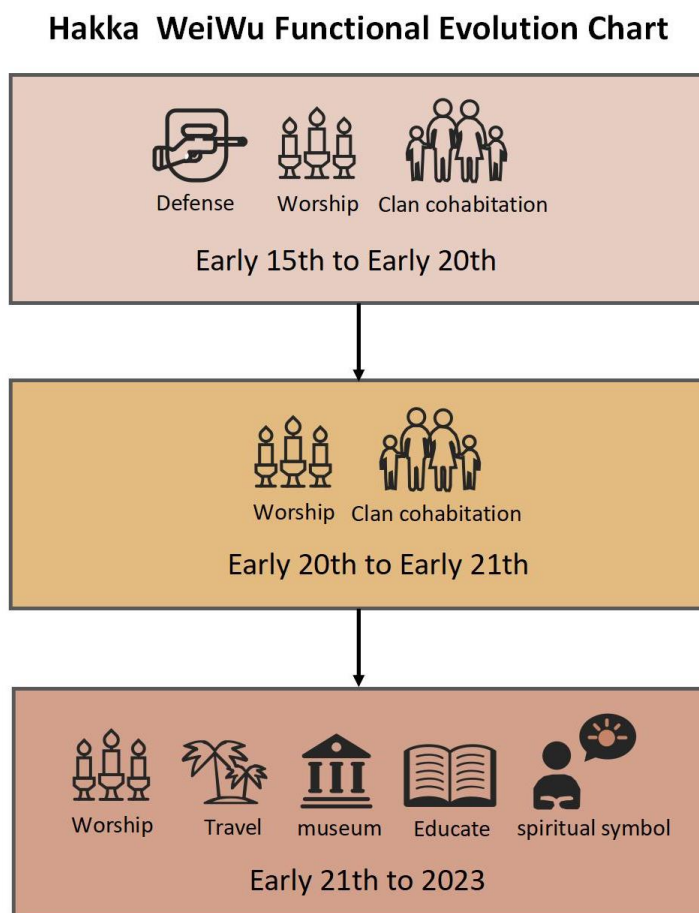 Hakka WeiWu Functional Evolution Chart
Defense Worship Clan cohabitation
Early 15th to Early 20th
Worship Clan cohabitation
Early 20th to Early 21th
Worship Travel museum Educate spiritual symbol
Early 21th to 2023